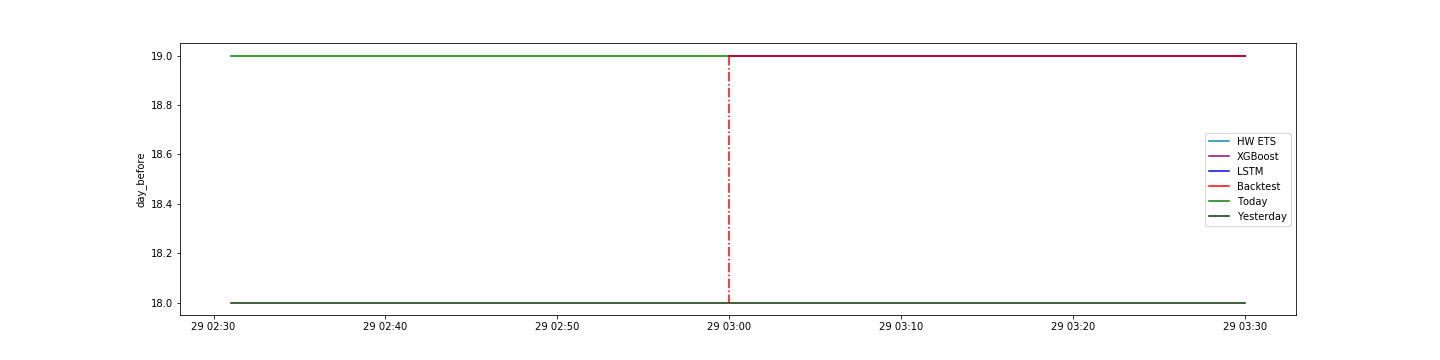 19.0
18.8
18.6
18.4
18.2
18.0
day_before
HW ETS
XGBoost
LSTM
Backtest
Today
Yesterday
29 02:30
29 02:40
29 02:50
29 03:00
29 03:10
29 03:20
29 03:30